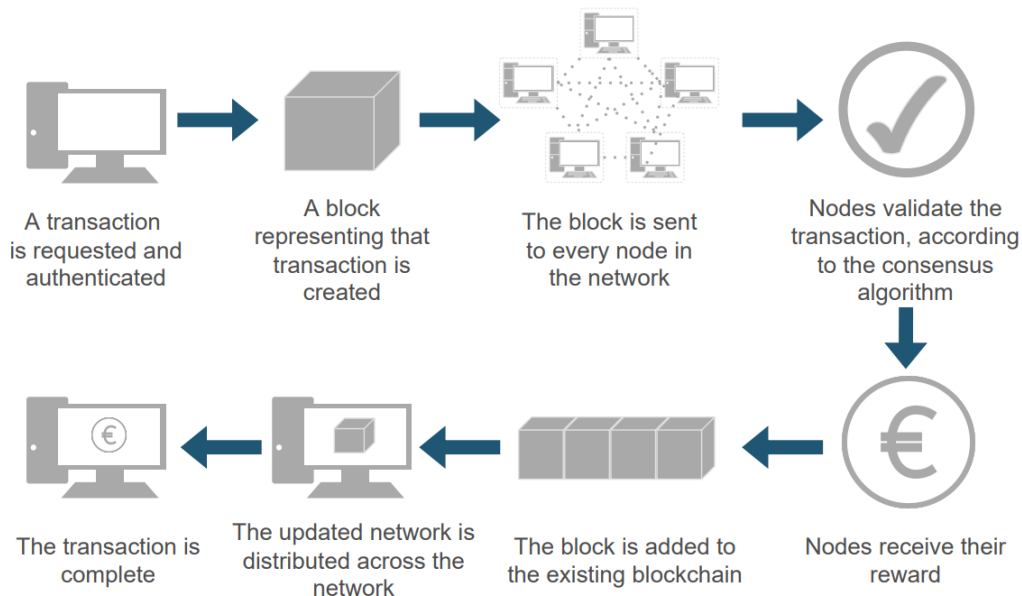 A transaction
is requested and
authenticated
A block
representing that
transaction is
created
The block is sent
to every node in
the network
Nodes validate the
transaction, according
to the consensus
algorithm
Nodes receive their
reward
The block is added to
the existing blockchain
The updated network is
distributed across the
network
The transaction is
complete